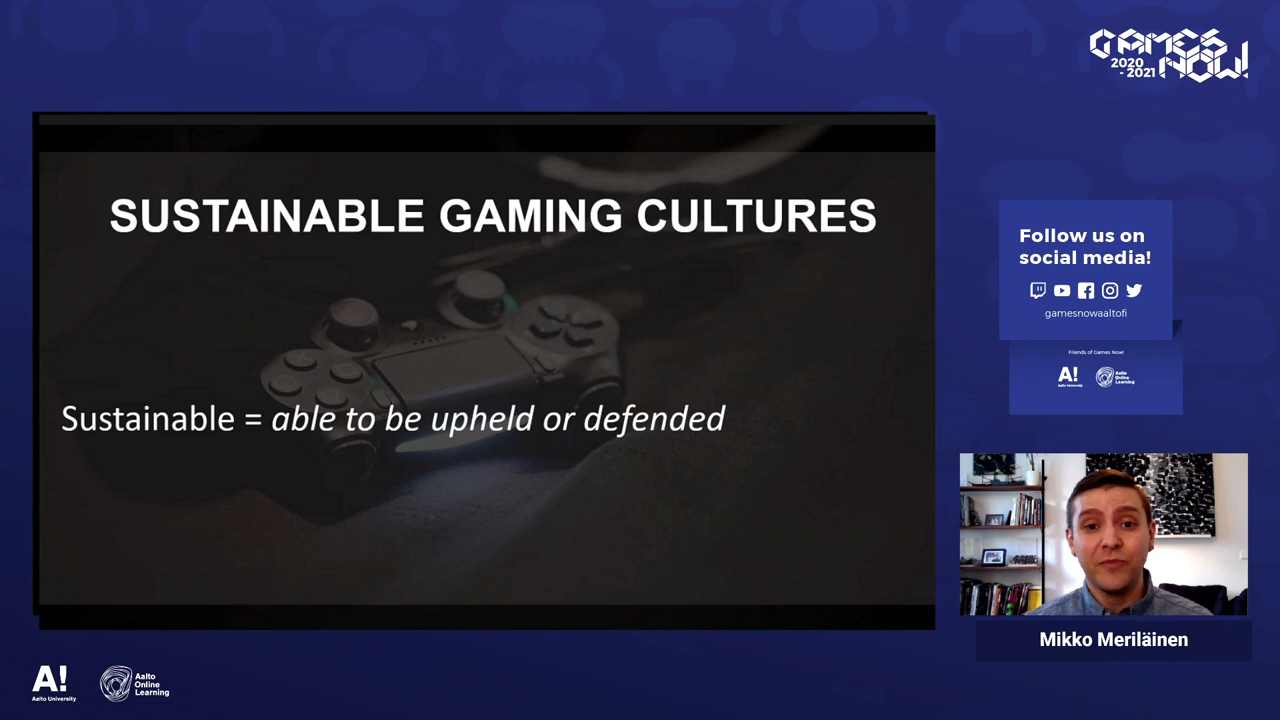 GAMES
NOW!
2020
- 2021
SUSTAINABLE GAMING CULTURES
Sustainable = able to be upheld or defended
Follow us on
social media!
gamesnowaaltofi
Friends of Games Now!
A!
Aalto University
Aalto
Online
Learning
Mikko Meriläinen
A!
Aalto University
Aalto
Online
Learning